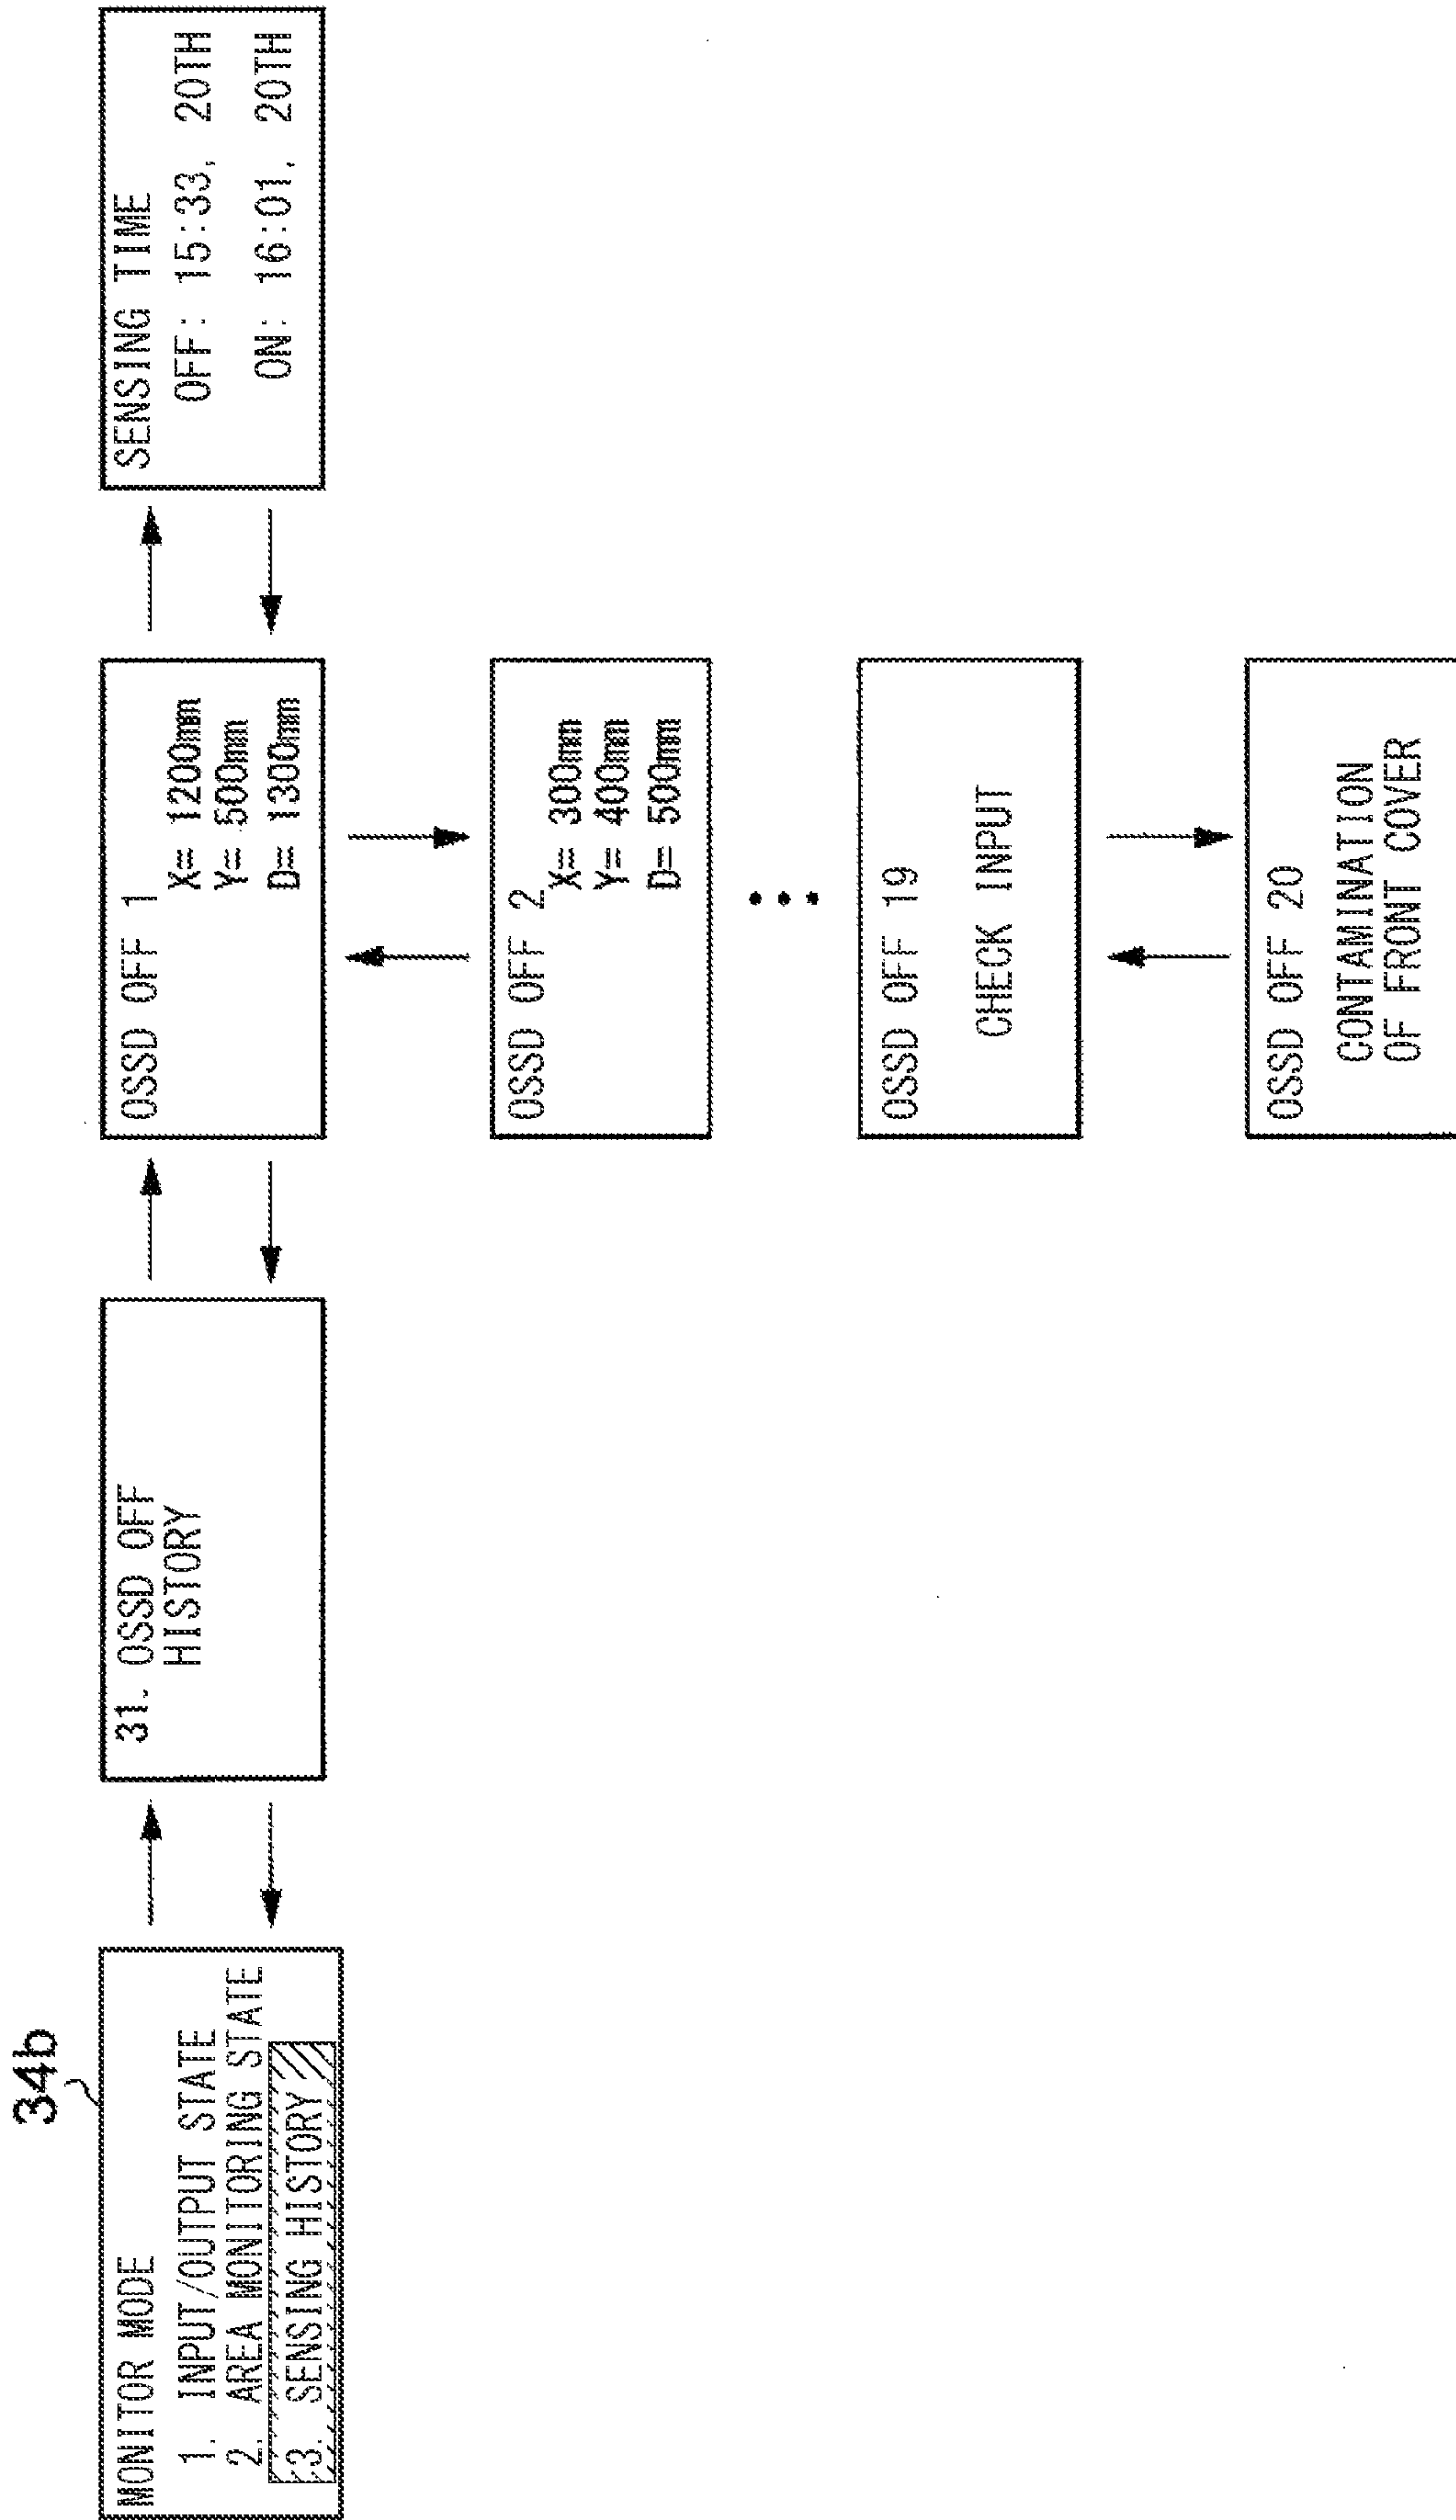 34b
MONITOR MODE
1. INPUT/OUTPUT STATE
2. AREA MONITORING STATE
3. SENSING HISTORY
31. OSSD OFF
HISTORY
OSSD OFF 1
X= 1200mm
Y= 500mm
D= 1300mm
SENSING TIME
OFF: 15:33, 20TH
ON: 16:01, 20TH
OSSD OFF 2
X= 300mm
Y= 400mm
D= 500mm
OSSD OFF 19
CHECK INPUT
OSSD OFF 20
CONTAMINATION
OF FRONT COVER